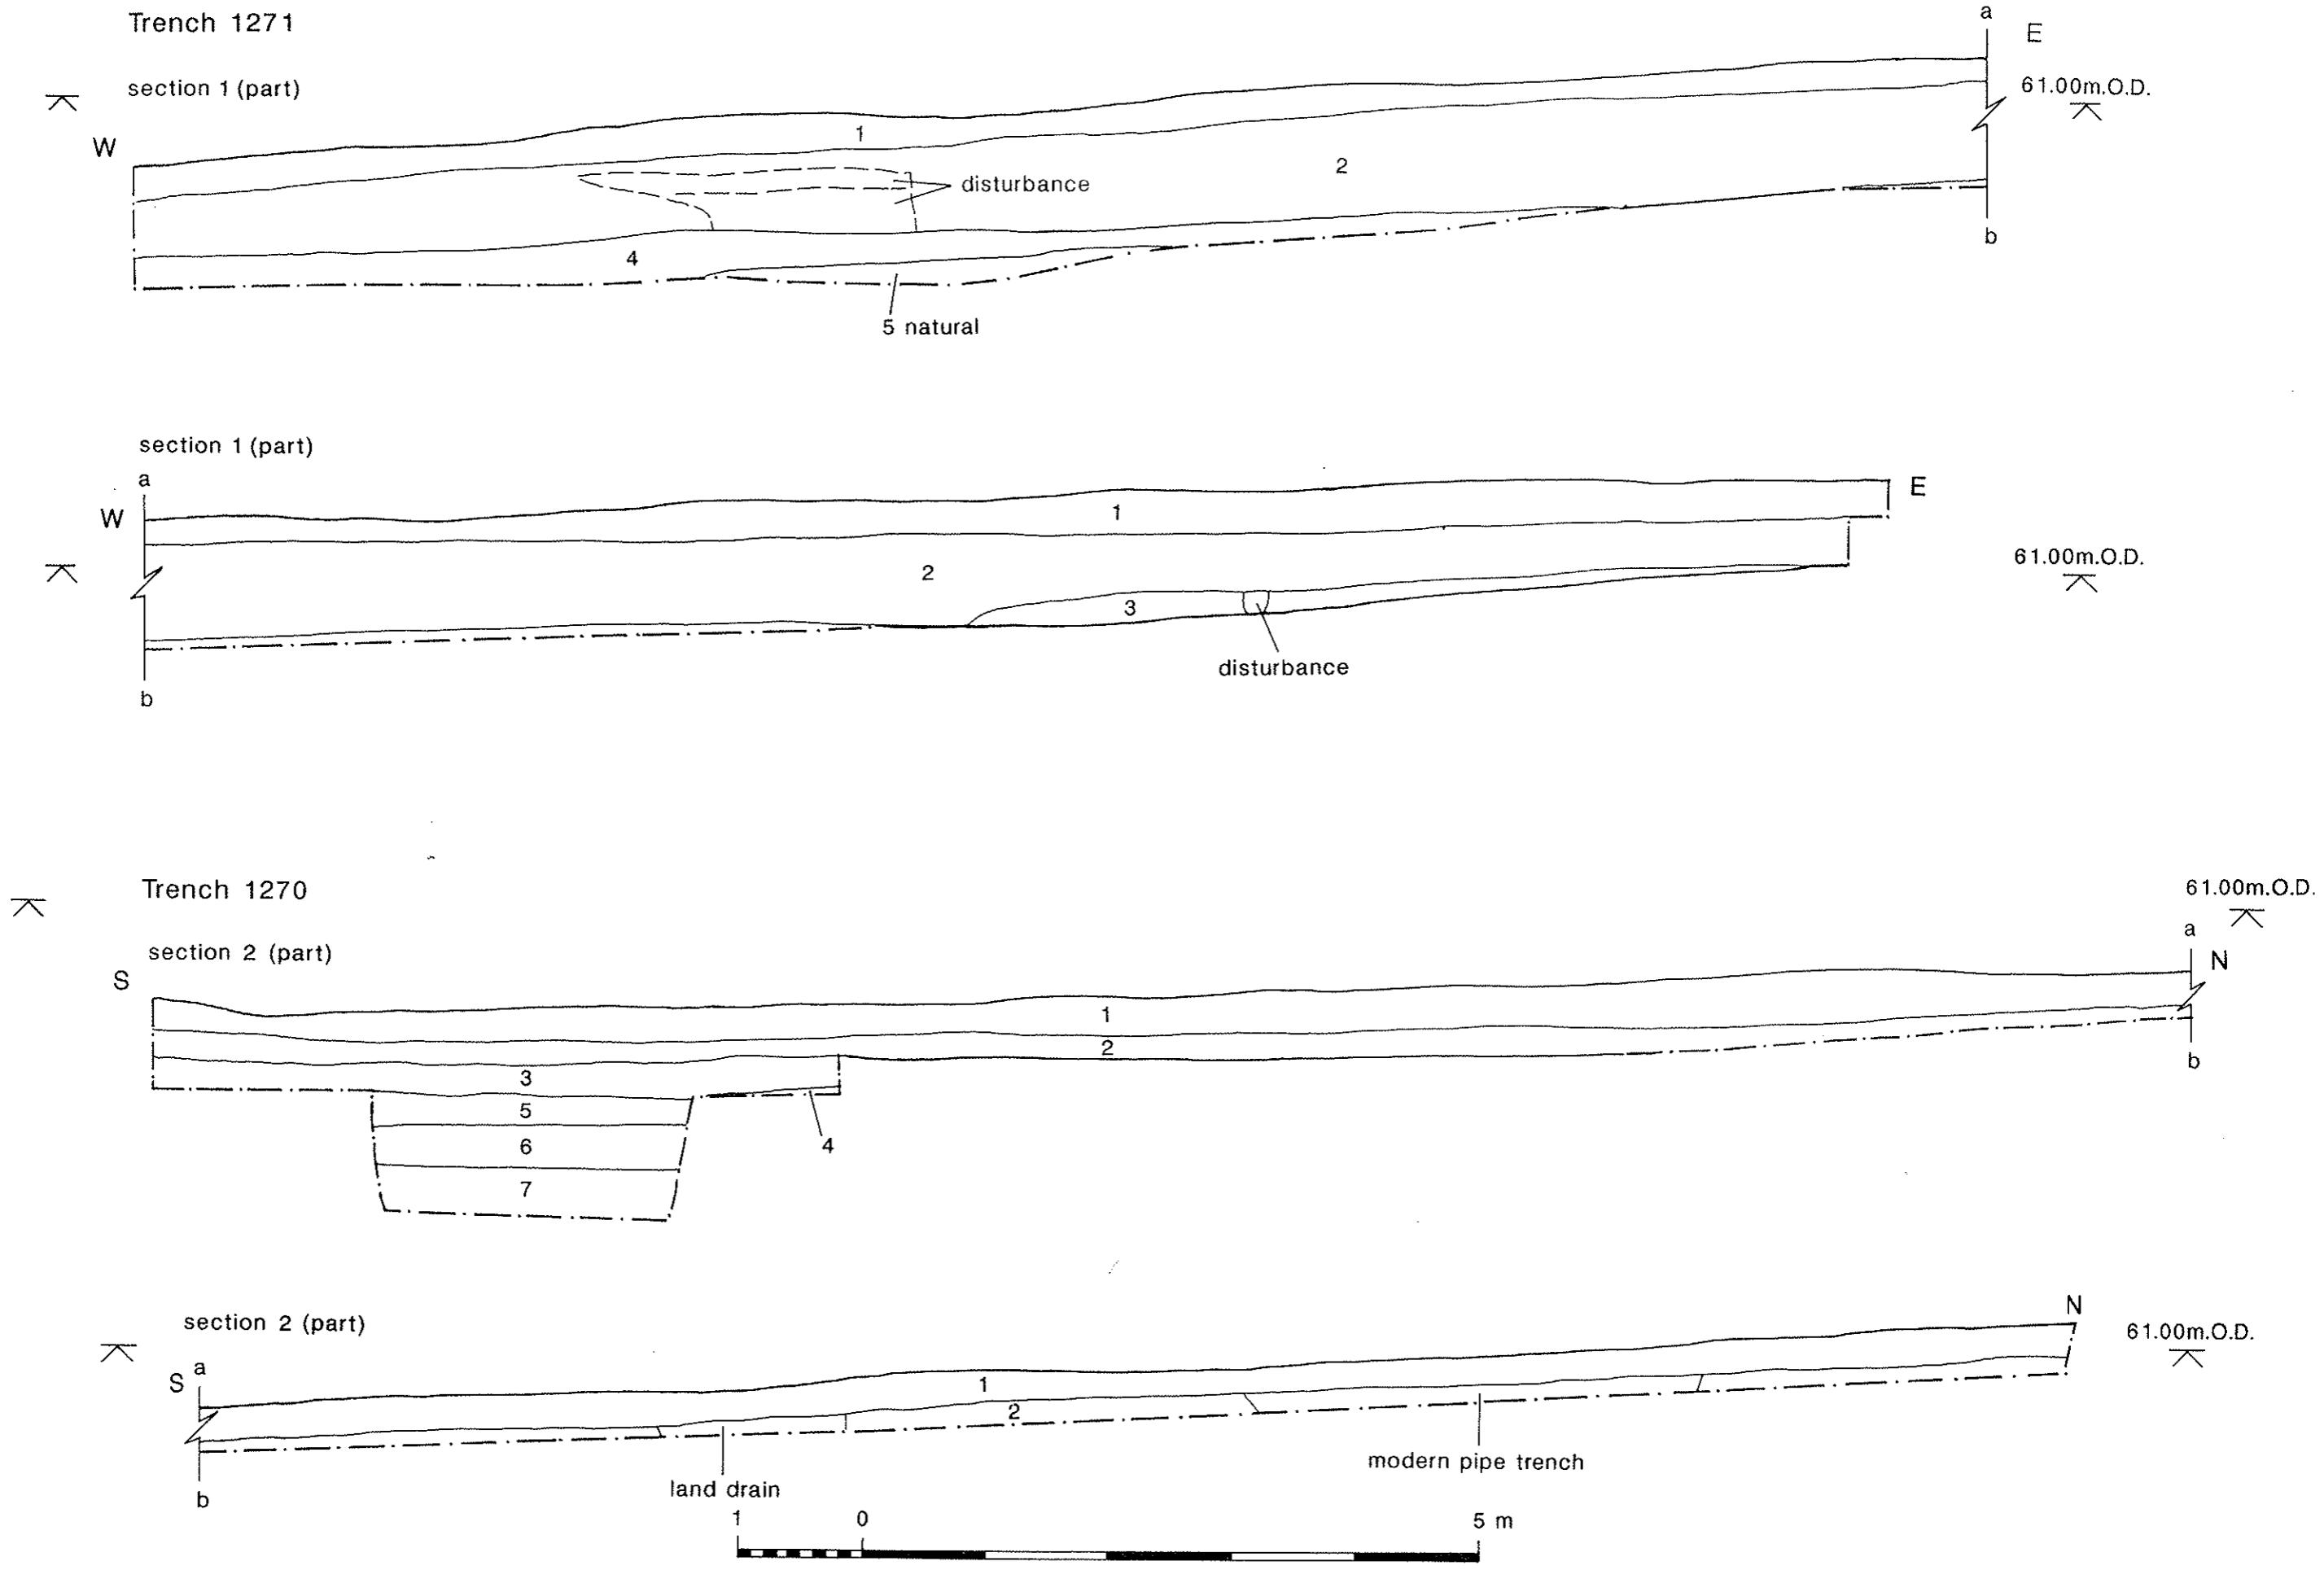 Trench 1271
a
E
section 1 (part)
61.00m.O.D.
W
1
2
disturbance
4
b
5 natural
section 1 (part)
a
W
E
1
61.00m.O.D.
2
3
disturbance
b
Trench 1270
61.00m.O.D.
a
section 2 (part)
N
S
1
2
3
b
5
4
6
7
section 2 (part)
N
61.00m.O.D.
a
S
1
2
modern pipe trench
land drain
b
1 0 5 m